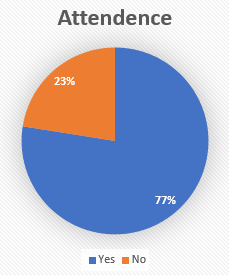 Attendence
23%
77%
Yes No